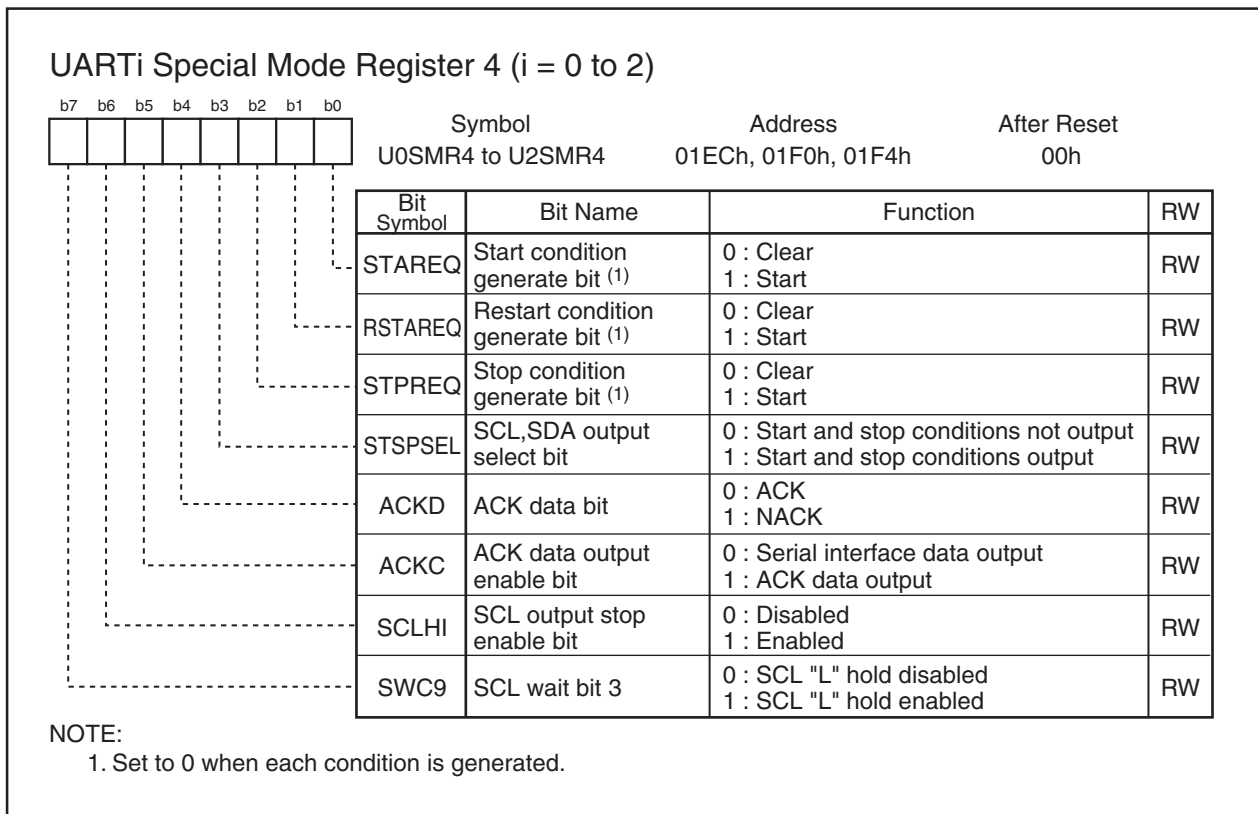 UARTi Special Mode Register 4 (i = 0 to 2)
b7 b6 b5 b4 b3 b2 b1 b0
Symbol Address After Reset
U0SMR4 to U2SMR4 01ECh, 01F0h, 01F4h 00h
Bit Symbol Bit Name Function RW
STAREQ Start condition generate bit (1) 0 : Clear 1 : Start RW
RSTAREQ Restart condition generate bit (1) 0 : Clear 1 : Start RW
STPREQ Stop condition generate bit (1) 0 : Clear 1 : Start RW
STSPSEL SCL,SDA output select bit 0 : Start and stop conditions not output 1 : Start and stop conditions output RW
ACKD ACK data bit 0 : ACK 1 : NACK RW
ACKC ACK data output enable bit 0 : Serial interface data output 1 : ACK data output RW
SCLHI SCL output stop enable bit 0 : Disabled 1 : Enabled RW
SWC9 SCL wait bit 3 0 : SCL "L" hold disabled 1 : SCL "L" hold enabled RW
NOTE:
1. Set to 0 when each condition is generated.